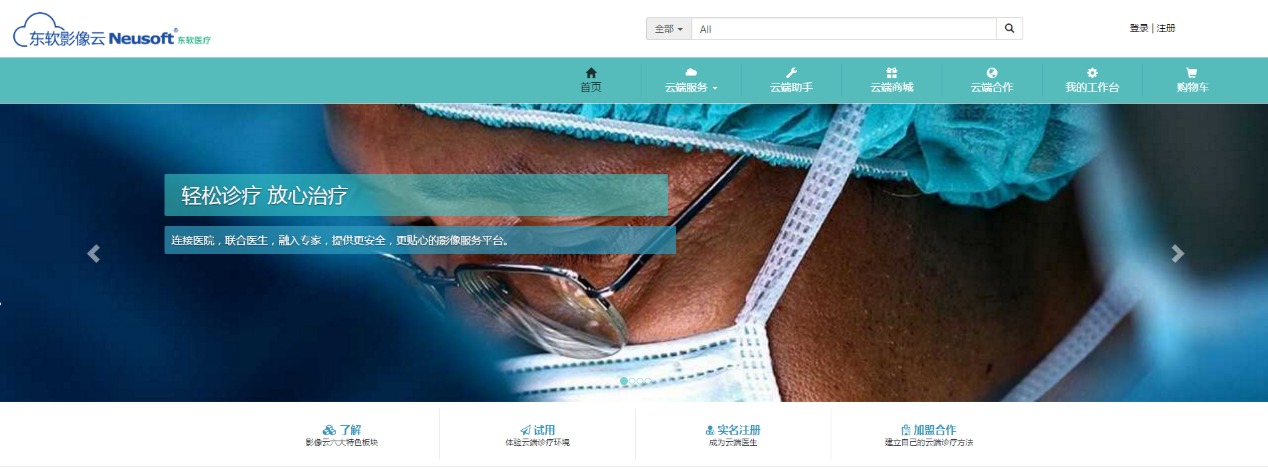 东软影像云 Neusoft® 东软医疗
全部 All
登录 | 注册
首页 云端服务 云端助手 云端商城 云端合作 我的工作台 购物车
轻松诊疗 放心治疗
连接医院，联合医生，融入专家，提供更安全，更贴心的影像服务平台。
了解 试用 实名注册 加盟合作
影像云六大特色板块 体验云端诊疗环境 成为云端医生 建立自己的云端诊疗方法